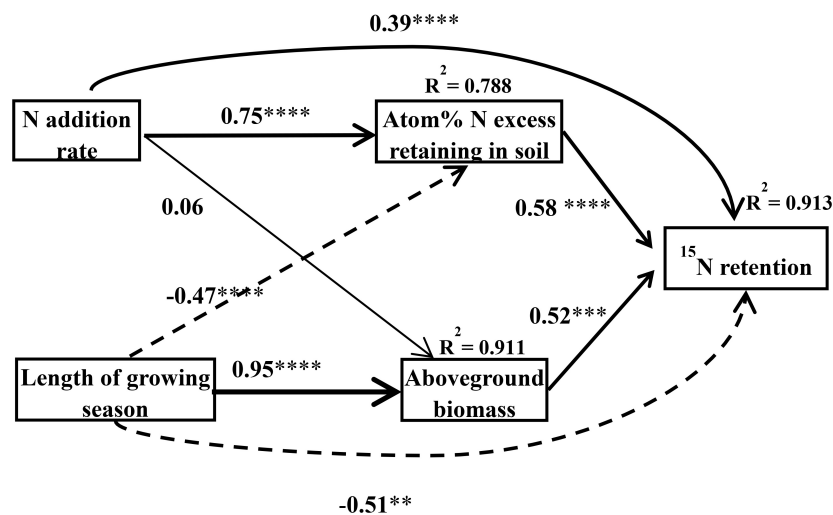 0.39****
R² = 0.788
N addition
rate
0.75****
Atom% N excess
retaining in soil
0.06
0.58 ****
R² = 0.913
¹⁵N retention
-0.47****
0.52***
R² = 0.911
Length of growing
season
0.95****
Aboveground
biomass
-0.51**